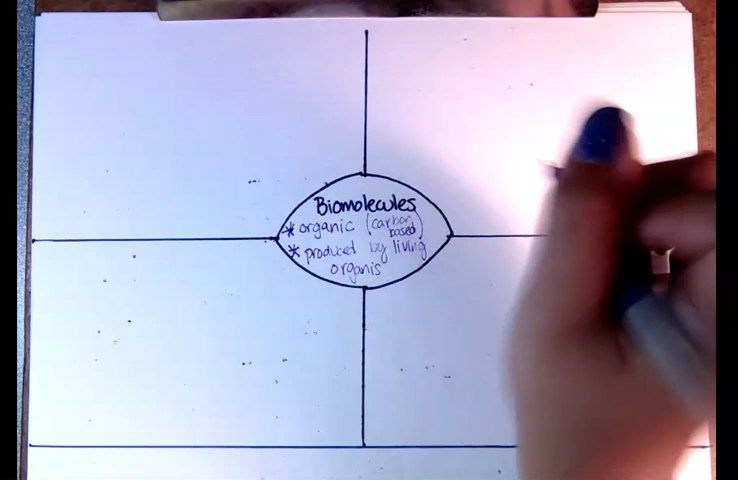 Biomolecules
* organic (carbon based)
* produced by living
organis